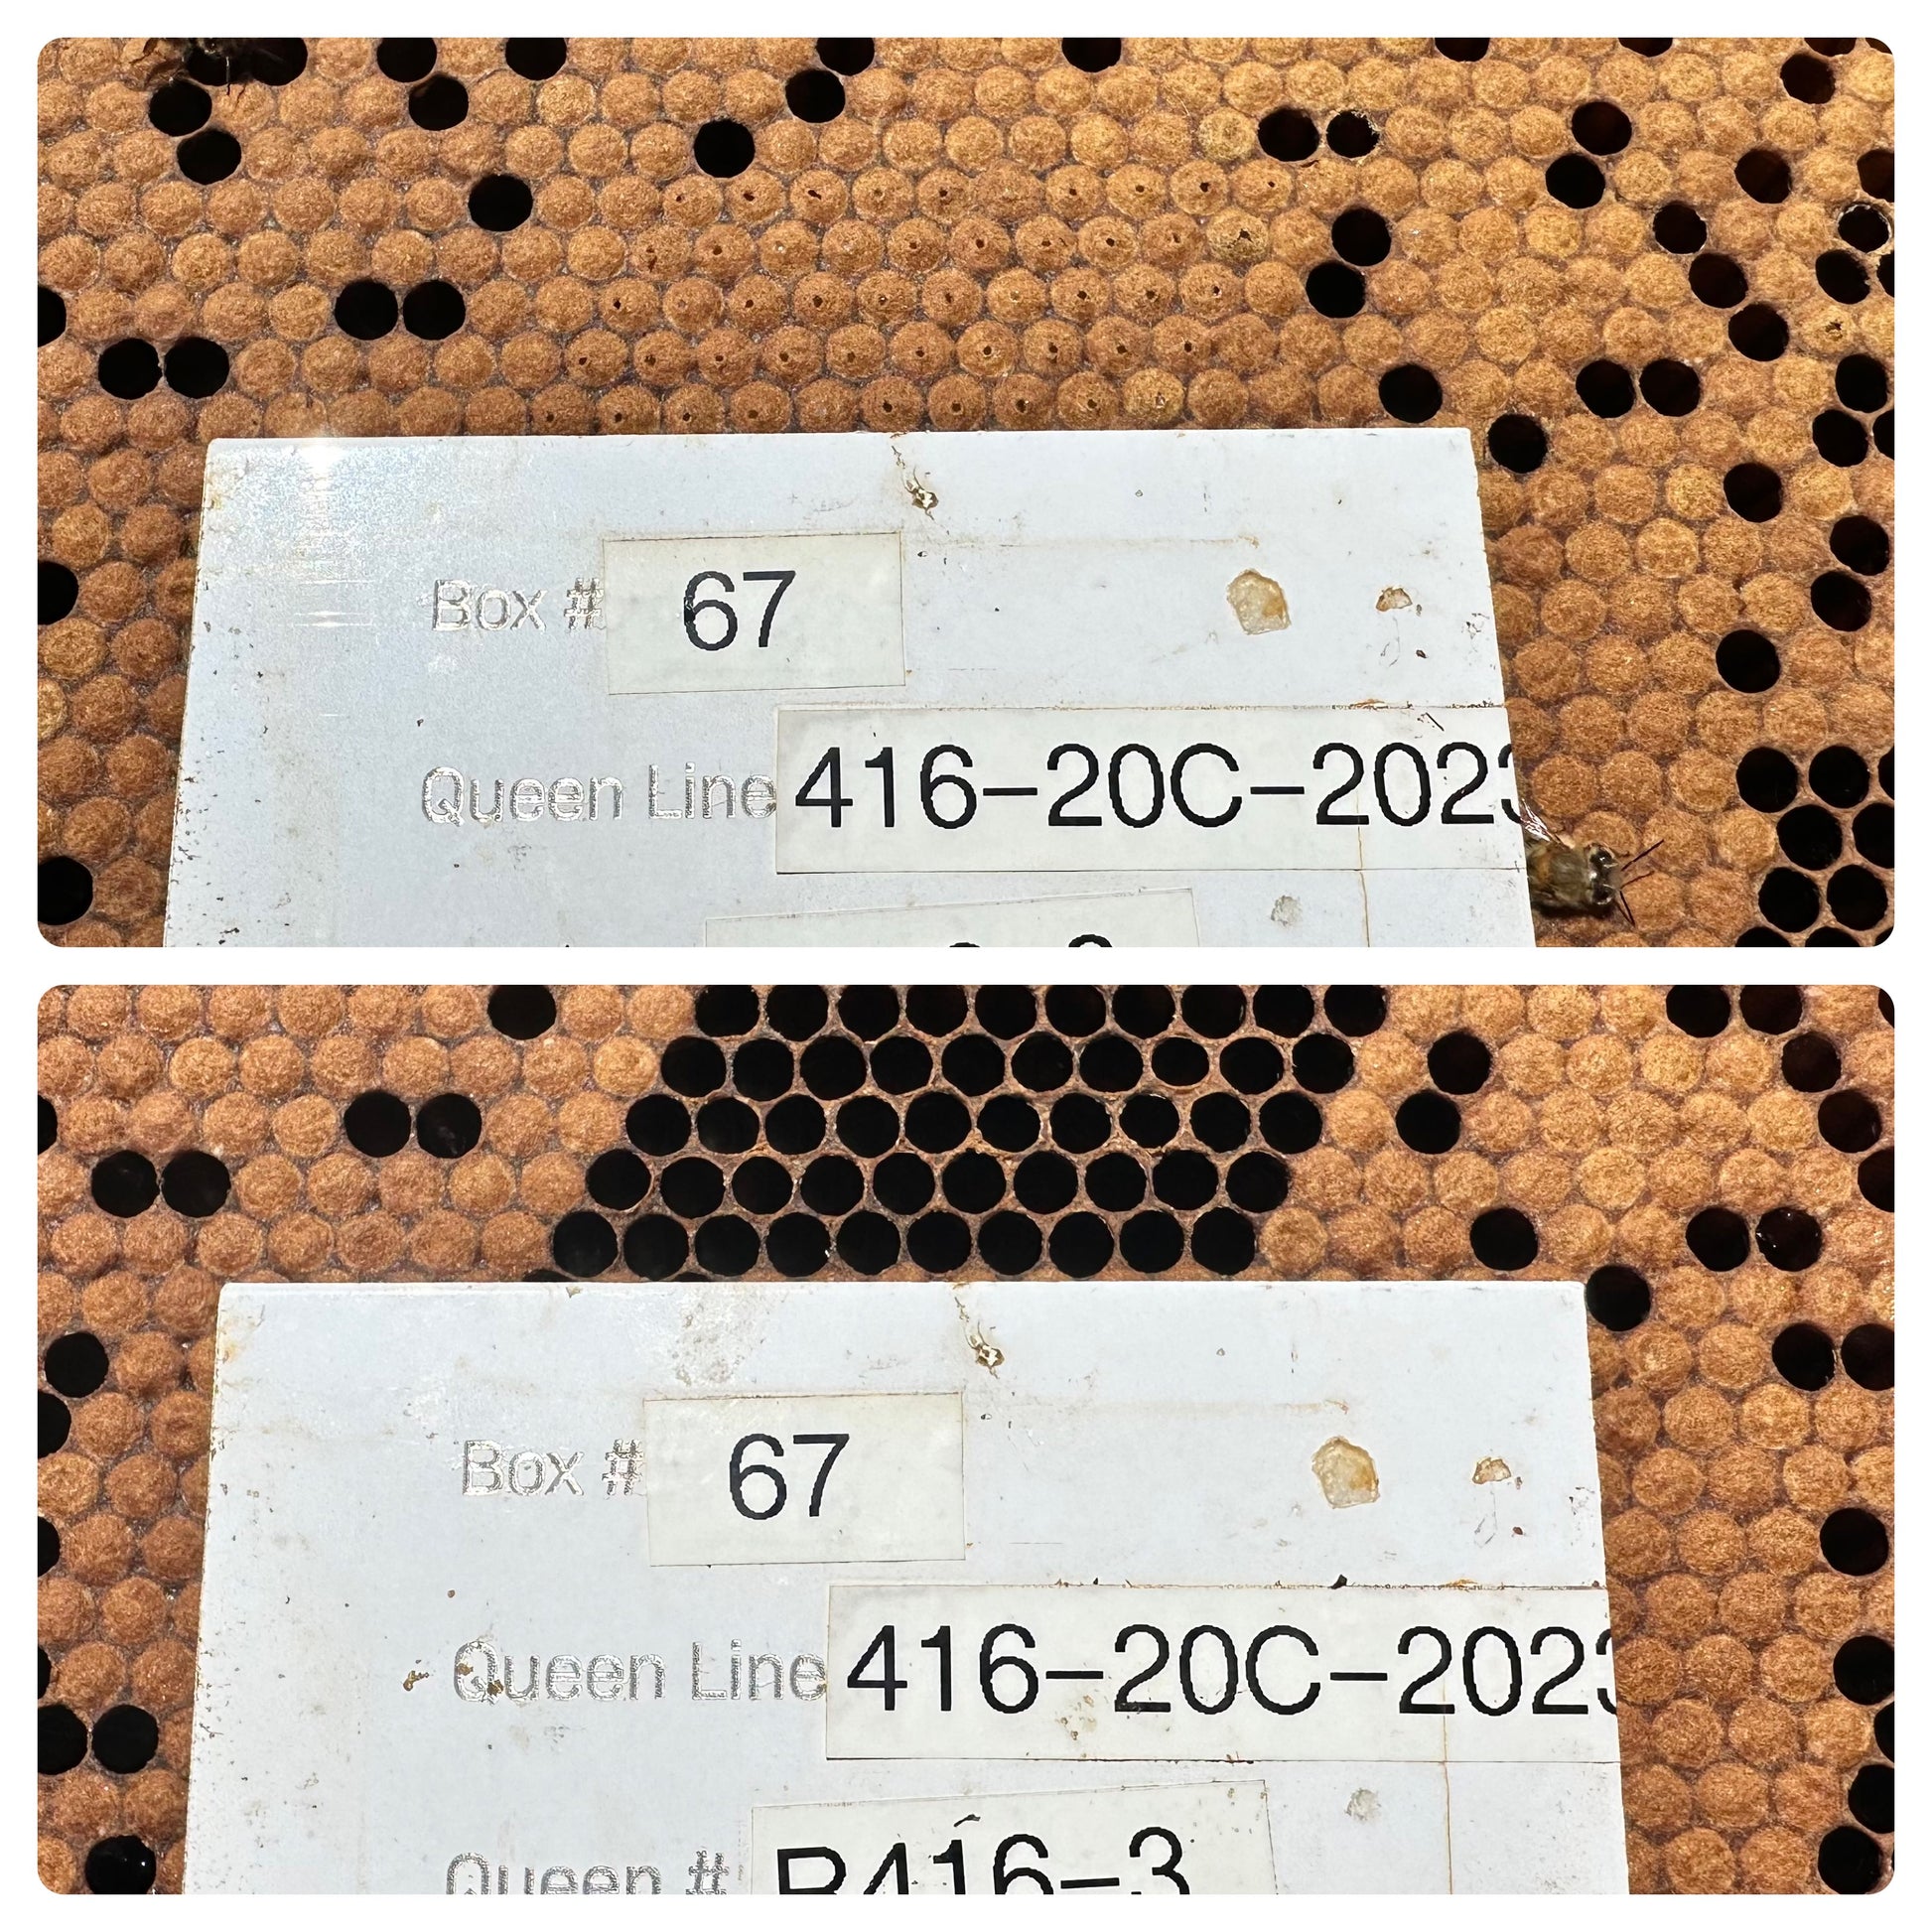 Box # 67
Queen Line 416-20C-2023
Box # 67
Queen Line 416-20C-2023
Queen # R416-3